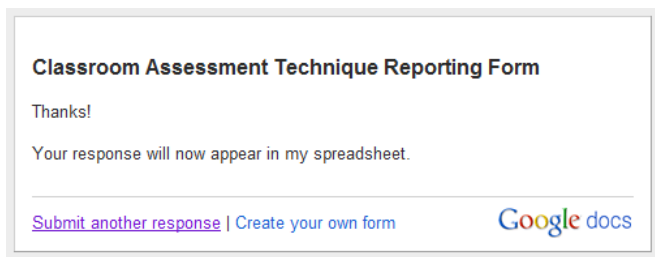 Classroom Assessment Technique Reporting Form
Thanks!
Your response will now appear in my spreadsheet.
Submit another response | Create your own form
Google docs